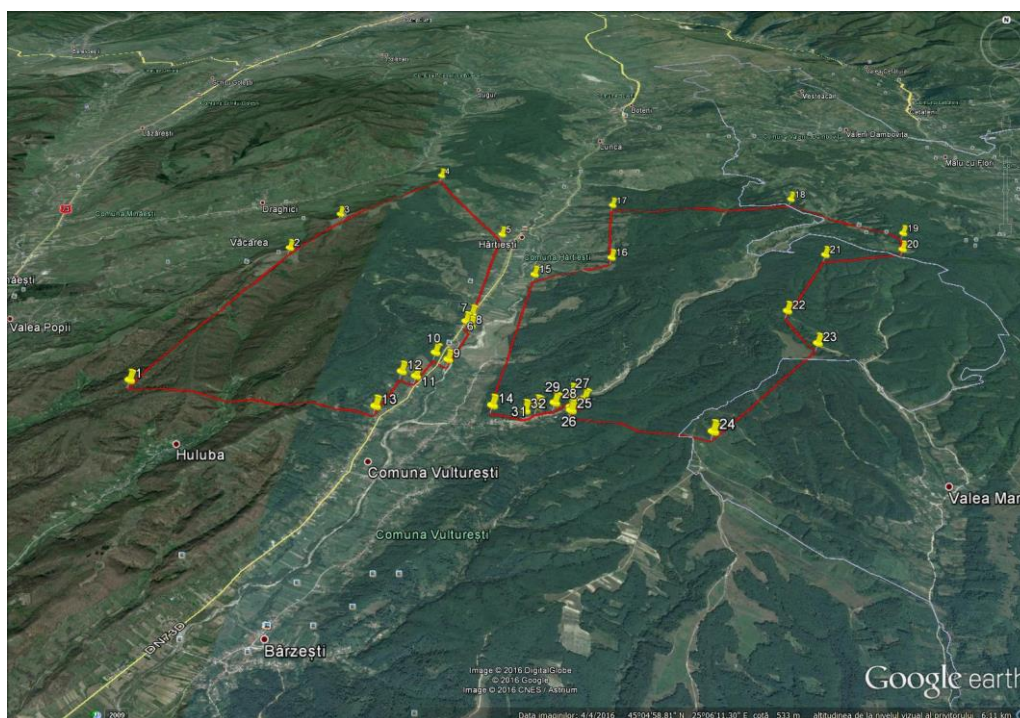 N
Lăzărești
Draghici
Văcarea
Comuna Mihăești
Valea Popii
Huluba
Hârtiești
Comuna Hârtiești
Lunca
Boteni
Jugur
Malu cu Flori
Văleni Dâmbovița
Comuna Vulturești
Comuna Vulturești
Bârzești
DN73D
Valea Mar
73
1
2
3
4
5
6
7
8
9
10
11
12
13
14
15
16
17
18
19
20
21
22
23
24
25
26
27
28
29
31
32
Image © 2016 DigitalGlobe
© 2016 Google
Image © 2016 CNES / Astrium
Google earth
2009
Data imaginilor: 4/4/2016 45°04'58.81" N 25°06'11.30" E cotă 533 m altitudinea de la nivelul vizual al privitorului 6.11 km